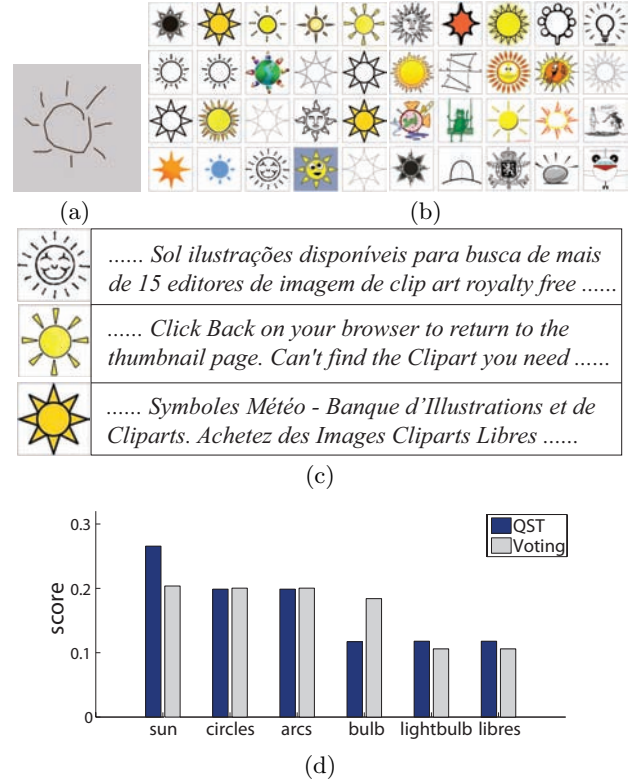 (a)
(b)
...... Sol ilustrações disponíveis para busca de mais
de 15 editores de imagem de clip art royalty free ......
...... Click Back on your browser to return to the
thumbnail page. Can't find the Clipart you need ......
...... Symboles Météo - Banque d'Illustrations et de
Cliparts. Achetez des Images Cliparts Libres ......
(c)
0.3
QST
Voting
0.2
score
0.1
0
sun circles arcs bulb lightbulb libres
(d)